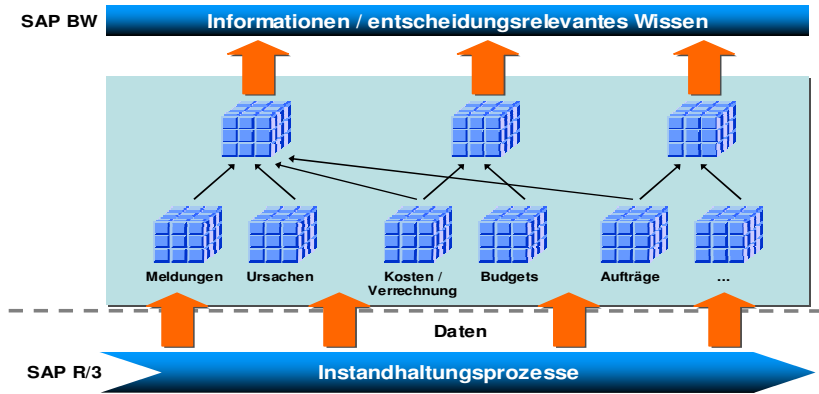 SAP BW
Informationen / entscheidungsrelevantes Wissen
Meldungen
Ursachen
Kosten /
Verrechnung
Budgets
Aufträge
...
Daten
SAP R/3
Instandhaltungsprozesse